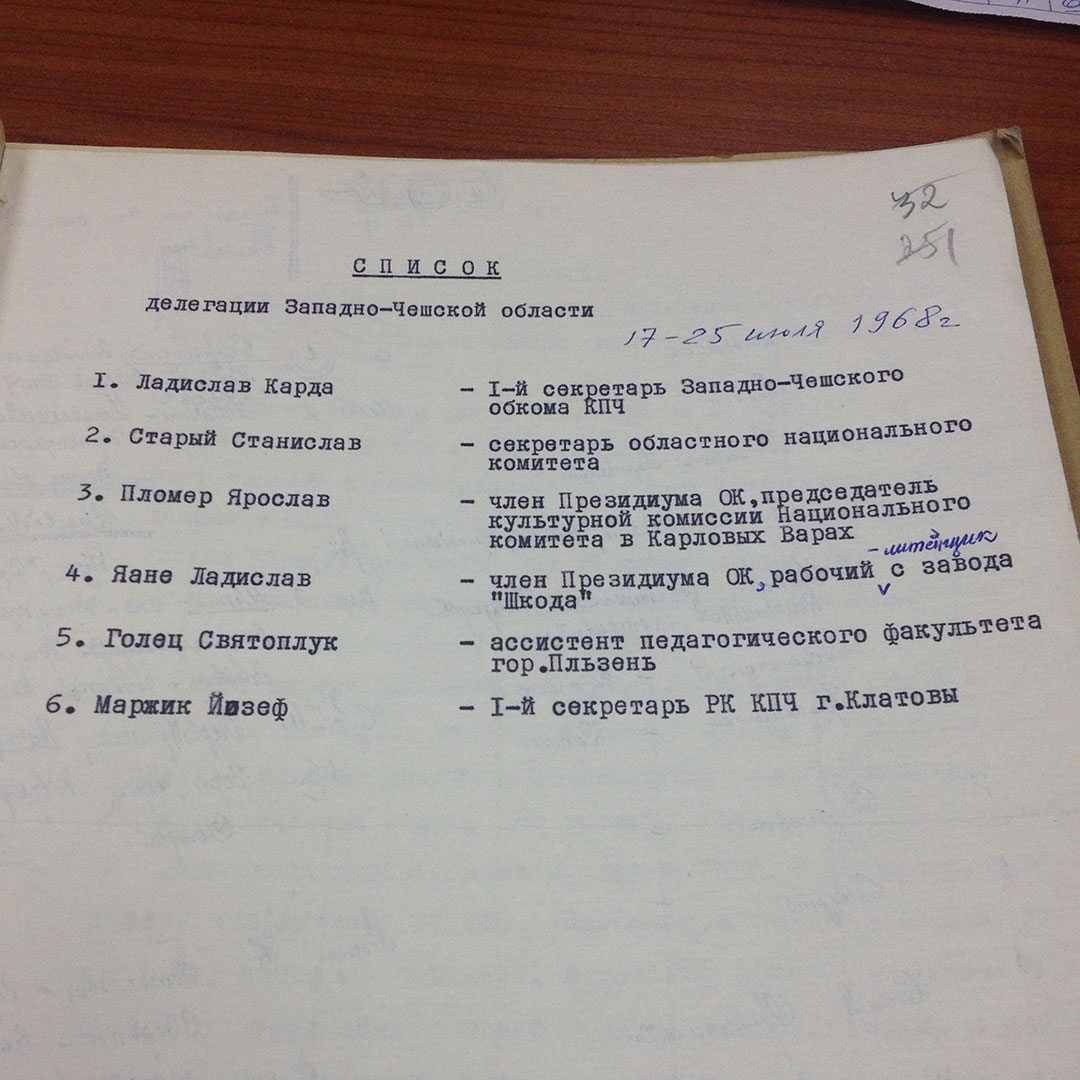 32
251
С П И С О К
делегации Западно-Чешской области
17-25 июля 1968г
I. Ладислав Карда - I-й секретарь Западно-Чешского
обкома КПЧ
2. Старый Станислав - секретарь областного национального
комитета
3. Пломер Ярослав - член Президиума ОК,председатель
культурной комиссии Национального
комитета в Карловых Варах
- литейщик
4. Яане Ладислав - член Президиума ОК, рабочий с завода
"Шкода"
5. Голец Святоплук - ассистент педагогического факультета
гор.Пльзень
6. Маржик Йозеф - I-й секретарь РК КПЧ г.Клатовы